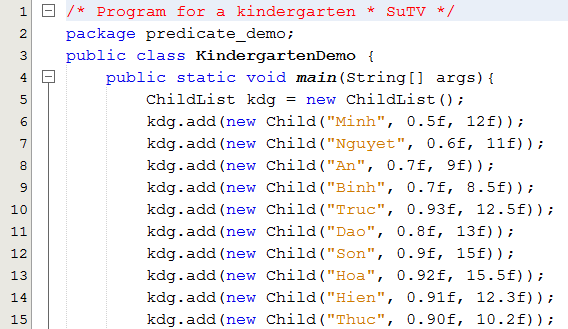 1 /* Program for a kindergarten * SuTV */
2 package predicate_demo;
3 public class KindergartenDemo {
4 public static void main(String[] args){
5 ChildList kdg = new ChildList();
6 kdg.add(new Child("Minh", 0.5f, 12f));
7 kdg.add(new Child("Nguyet", 0.6f, 11f));
8 kdg.add(new Child("An", 0.7f, 9f));
9 kdg.add(new Child("Binh", 0.7f, 8.5f));
10 kdg.add(new Child("Truc", 0.93f, 12.5f));
11 kdg.add(new Child("Dao", 0.8f, 13f));
12 kdg.add(new Child("Son", 0.9f, 15f));
13 kdg.add(new Child("Hoa", 0.92f, 15.5f));
14 kdg.add(new Child("Hien", 0.91f, 12.3f));
15 kdg.add(new Child("Thuc", 0.90f, 10.2f));